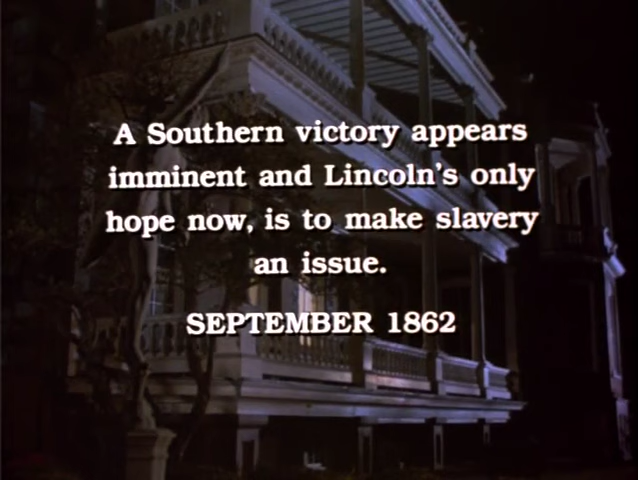 A Southern victory appears
imminent and Lincoln's only
hope now, is to make slavery
an issue.
SEPTEMBER 1862